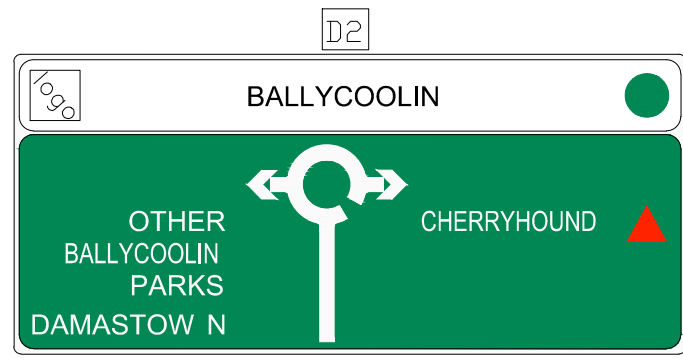 D2
logo
BALLYCOOLIN
OTHER
BALLYCOOLIN
PARKS
DAMASTOW N
CHERRYHOUND